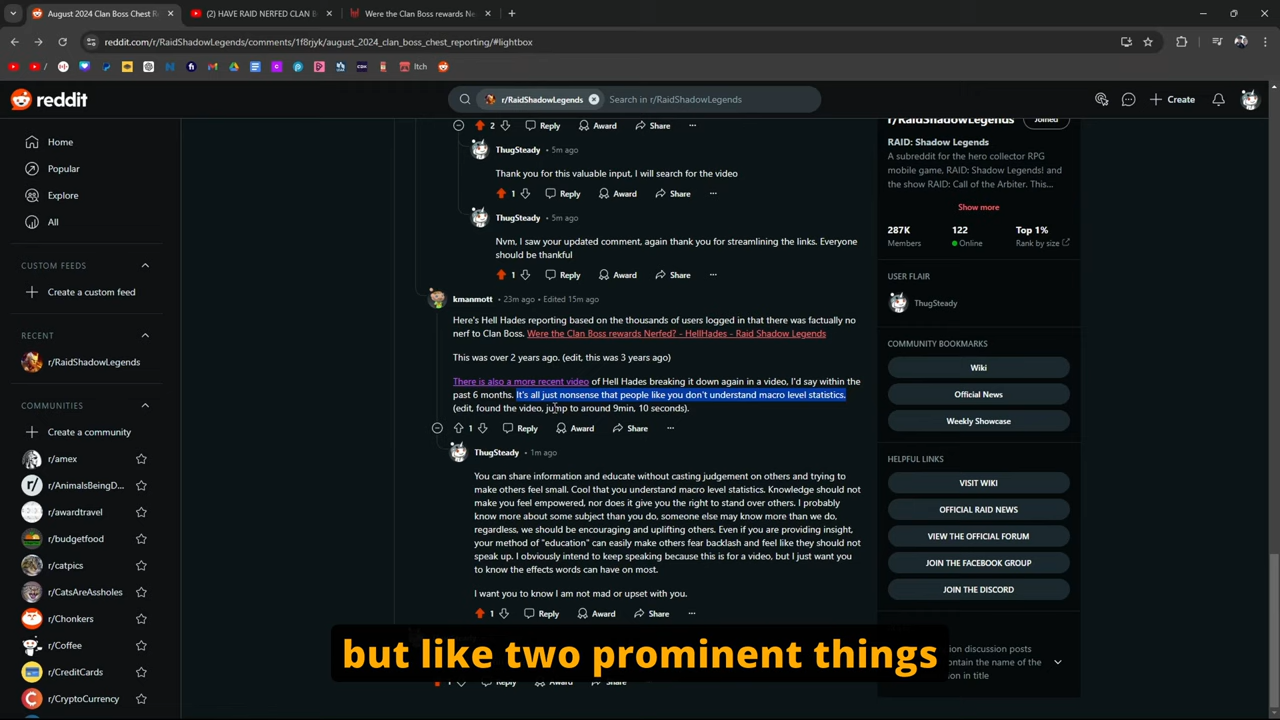 August 2024 Clan Boss Chest R
(2) HAVE RAID NERFED CLAN B
Were the Clan Boss rewards Ne
reddit.com/r/RaidShadowLegends/comments/1f8rjyk/august_2024_clan_boss_chest_reporting/#lightbox
Itch
reddit
r/RaidShadowLegends
Search in r/RaidShadowLegends
Create
Home
Popular
Explore
All
CUSTOM FEEDS
Create a custom feed
RECENT
r/RaidShadowLegends
COMMUNITIES
Create a community
r/amex
r/AnimalsBeingD...
r/awardtravel
r/budgetfood
r/catpics
r/CatsAreAssholes
r/Chonkers
r/Coffee
r/CreditCards
r/CryptoCurrency
2 Reply Award Share
ThugSteady 5m ago
Thank you for this valuable input, I will search for the video
1 Reply Award Share
ThugSteady 5m ago
Nvm, I saw your updated comment, again thank you for streamlining the links. Everyone
should be thankful
1 Reply Award Share
kmanmott 23m ago · Edited 15m ago
Here's Hell Hades reporting based on the thousands of users logged in that there was factually no
nerf to Clan Boss. Were the Clan Boss rewards Nerfed? - HellHades - Raid Shadow Legends
This was over 2 years ago. (edit, this was 3 years ago)
There is also a more recent video of Hell Hades breaking it down again in a video, I'd say within the
past 6 months. It's all just nonsense that people like you don't understand macro level statistics.
(edit, found the video, jump to around 9min, 10 seconds).
1 Reply Award Share
ThugSteady 1m ago
You can share information and educate without casting judgement on others and trying to
make others feel small. Cool that you understand macro level statistics. Knowledge should not
make you feel empowered, nor does it give you the right to stand over others. I probably
know more about some subject than you do, someone else may know more than we do,
regardless, we should be encouraging and uplifting others. Even if you are providing insight,
your method of "education" can easily make others fear backlash and feel like they should not
speak up. I obviously intend to keep speaking because this is for a video, but I just want you
to know the effects words can have on most.
I want you to know I am not mad or upset with you.
1 Reply Award Share
but like two prominent things
r/RaidShadowLegends
Joined
RAID: Shadow Legends
A subreddit for the hero collector RPG
mobile game, RAID: Shadow Legends! and
the show RAID: Call of the Arbiter. This...
Show more
287K 122 Top 1%
Members Online Rank by size
USER FLAIR
ThugSteady
COMMUNITY BOOKMARKS
Wiki
Official News
Weekly Showcase
HELPFUL LINKS
VISIT WIKI
OFFICIAL RAID NEWS
VIEW THE OFFICIAL FORUM
JOIN THE FACEBOOK GROUP
JOIN THE DISCORD
discussion posts
contain the name of the
in title